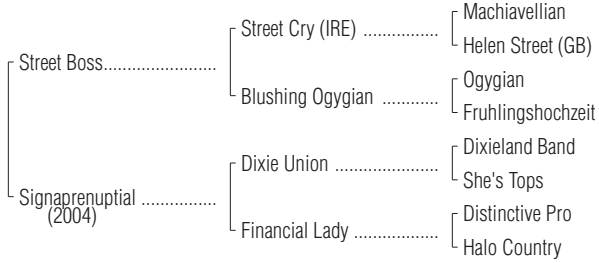 Machiavellian
Street Cry (IRE) ................
Helen Street (GB)
Street Boss........................
Ogygian
Blushing Ogygian ............
Fruhlingshochzeit
Dixieland Band
Dixie Union ......................
She's Tops
Signaprenuptial ................
(2004)
Distinctive Pro
Financial Lady ..................
Halo Country